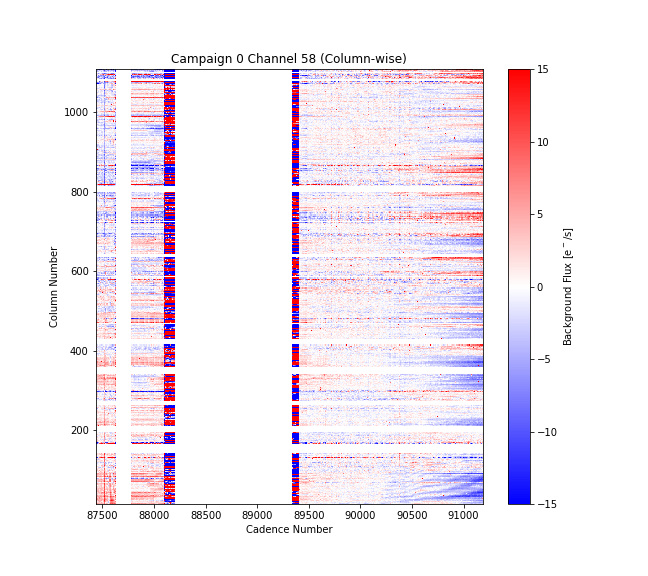 Campaign 0 Channel 58 (Column-wise)
Column Number
1000
800
600
400
200
87500 88000 88500 89000 89500 90000 90500 91000
Cadence Number
15
10
5
0
−5
−10
−15
Background Flux [e⁻/s]